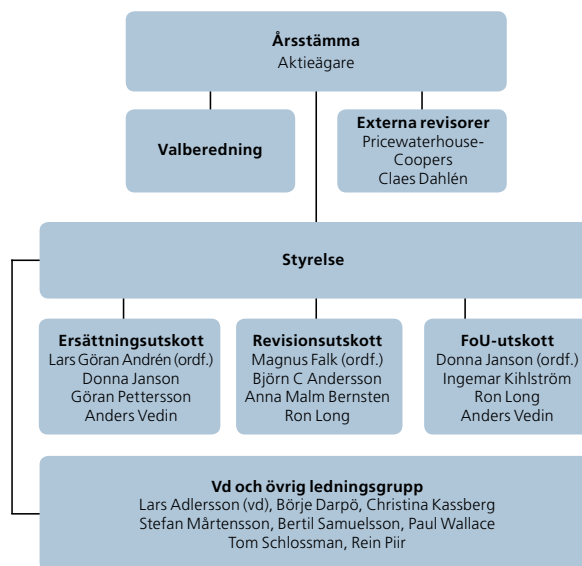 Årsstämma
Aktieägare
Valberedning
Externa revisorer
Pricewaterhouse-
Coopers
Claes Dahlén
Styrelse
Ersättningsutskott
Lars Göran Andrén (ordf.)
Donna Janson
Göran Pettersson
Anders Vedin
Revisionsutskott
Magnus Falk (ordf.)
Björn C Andersson
Anna Malm Bernsten
Ron Long
FoU-utskott
Donna Janson (ordf.)
Ingemar Kihlström
Ron Long
Anders Vedin
Vd och övrig ledningsgrupp
Lars Adlersson (vd), Börje Darpö, Christina Kassberg
Stefan Mårtensson, Bertil Samuelsson, Paul Wallace
Tom Schlossman, Rein Piir